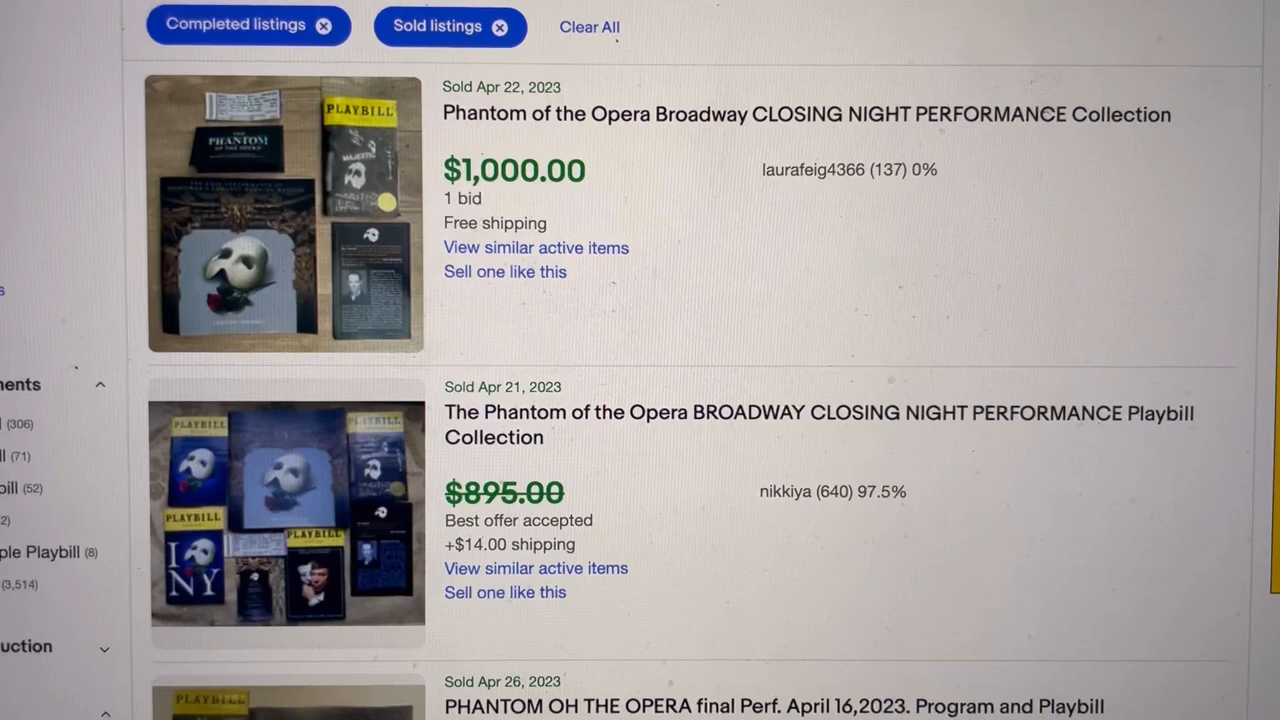 Completed listings
Sold listings
Clear All
Sold Apr 22, 2023
Phantom of the Opera Broadway CLOSING NIGHT PERFORMANCE Collection
$1,000.00
laurafeig4366 (137) 0%
1 bid
Free shipping
View similar active items
Sell one like this
PLAYBILL
THE
PHANTOM
OF THE OPERA
MAJESTIC
s
nents
l (306)
ll (71)
bill (52)
2)
ple Playbill (8)
(3,514)
uction
Sold Apr 21, 2023
The Phantom of the Opera BROADWAY CLOSING NIGHT PERFORMANCE Playbill
Collection
$895.00
nikkiya (640) 97.5%
Best offer accepted
+$14.00 shipping
View similar active items
Sell one like this
PLAYBILL
PLAYBILL
PLAYBILL
PLAYBILL
I
NY
Sold Apr 26, 2023
PHANTOM OH THE OPERA final Perf. April 16,2023. Program and Playbill
PLAYBILL